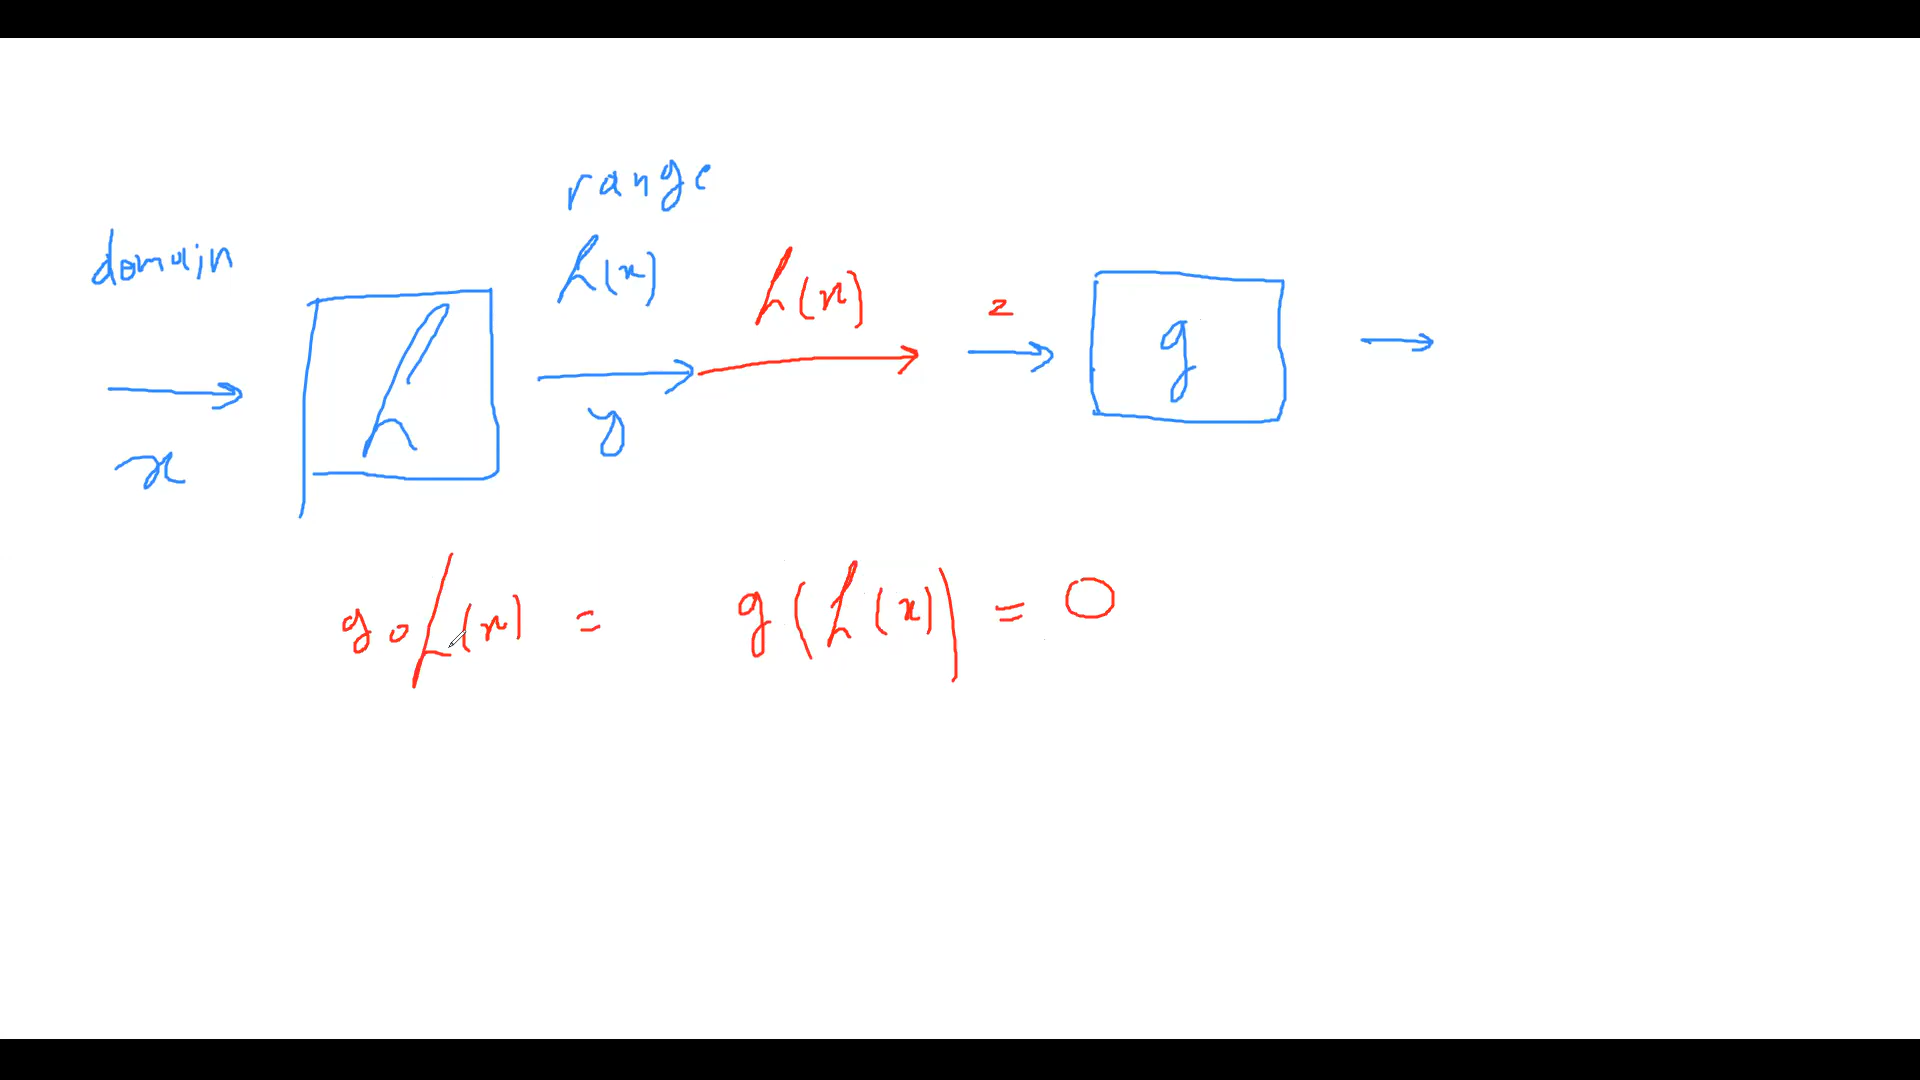 range
domain
h(x)
h(x)
z
h
g
y
x
g o h(x) = g(h(x)) = 0